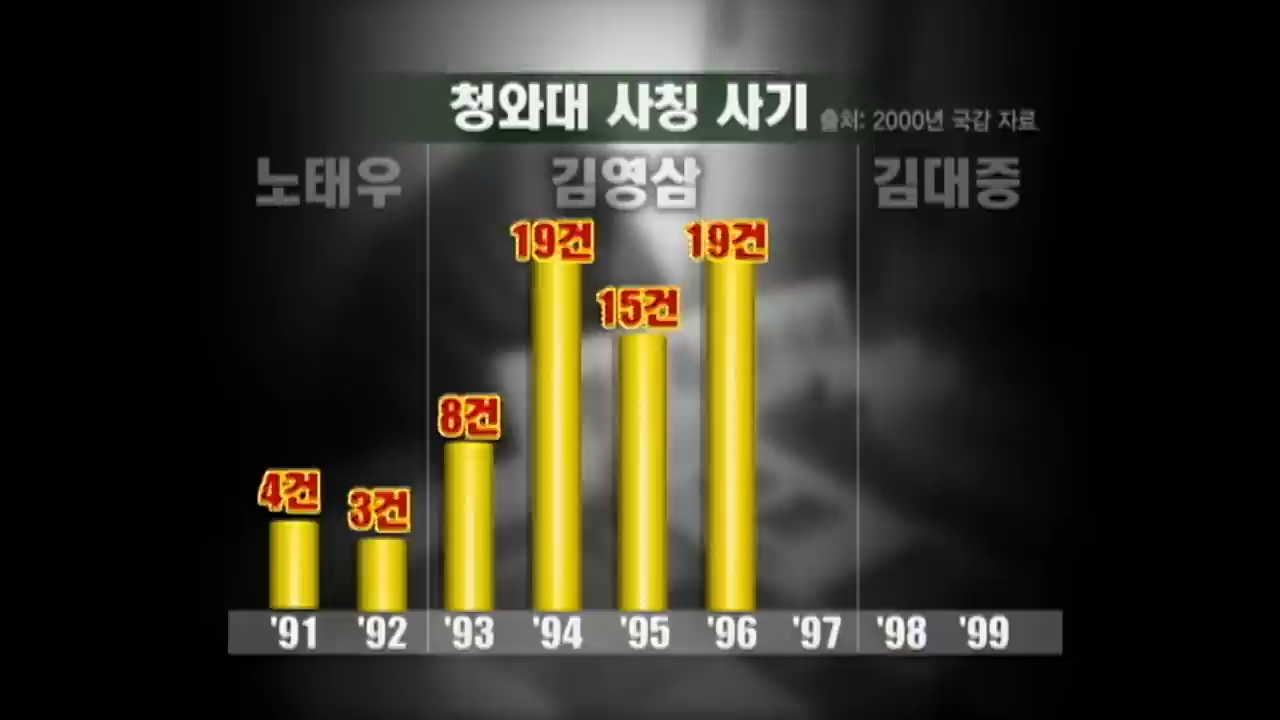 청와대 사칭 사기 출처: 2000년 국감 자료
노태우 김영삼 김대중
19건 19건
15건
8건
4건
3건
'91 '92 '93 '94 '95 '96 '97 '98 '99